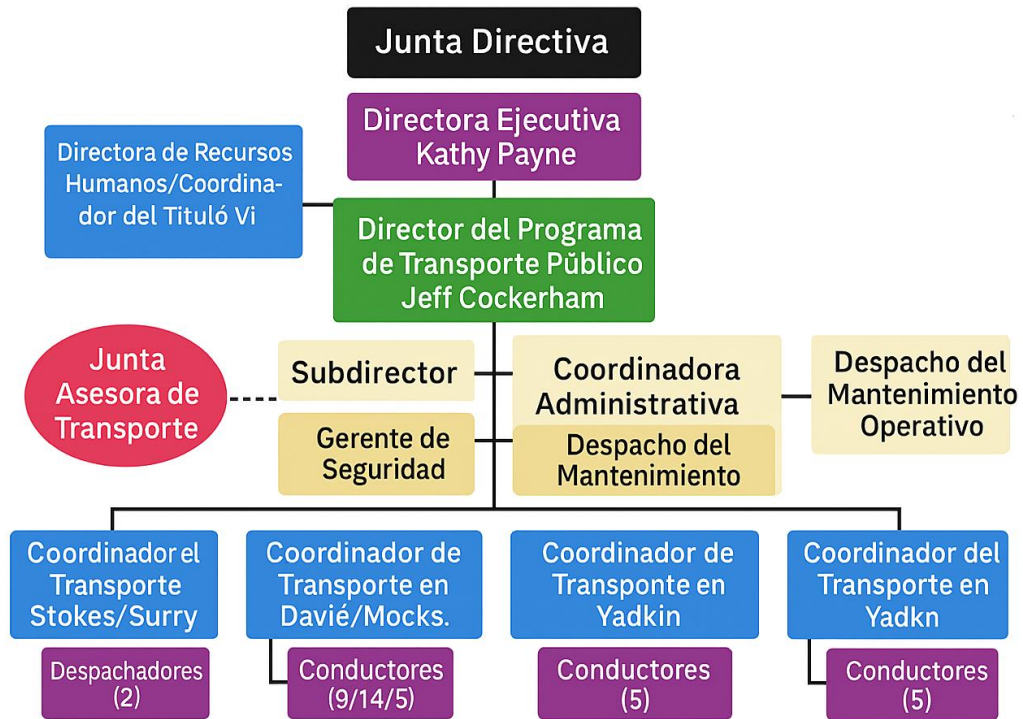 Junta Directiva
Directora Ejecutiva
Kathy Payne
Directora de Recursos
Humanos/Coordina-
dor del Tituló Vi
Director del Programa
de Transporte Pŭblico
Jeff Cockerham
Junta
Asesora de
Transporte
Subdirector
Coordinadora
Administrativa
Despacho del
Mantenimiento
Operativo
Gerente de
Seguridad
Despacho del
Mantenimiento
Coordinador el
Transporte
Stokes/Surry
Coordinador de
Transporte en
Davié/Mocks.
Coordinador de
Transponte en
Yadkin
Coordinador del
Transporte en
Yadkn
Despachadores
(2)
Conductores
(9/14/5)
Conductores
(5)
Conductores
(5)